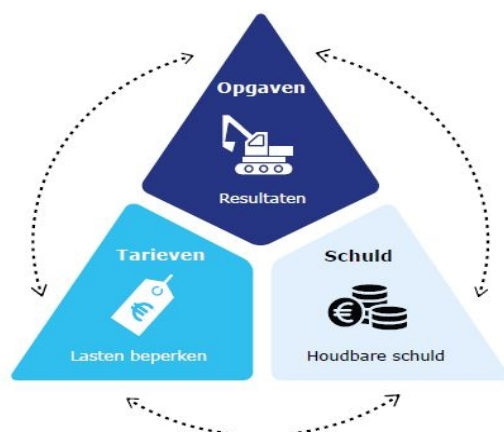 Opgaven
Resultaten
Tarieven
Lasten beperken
Schuld
Houdbare schuld